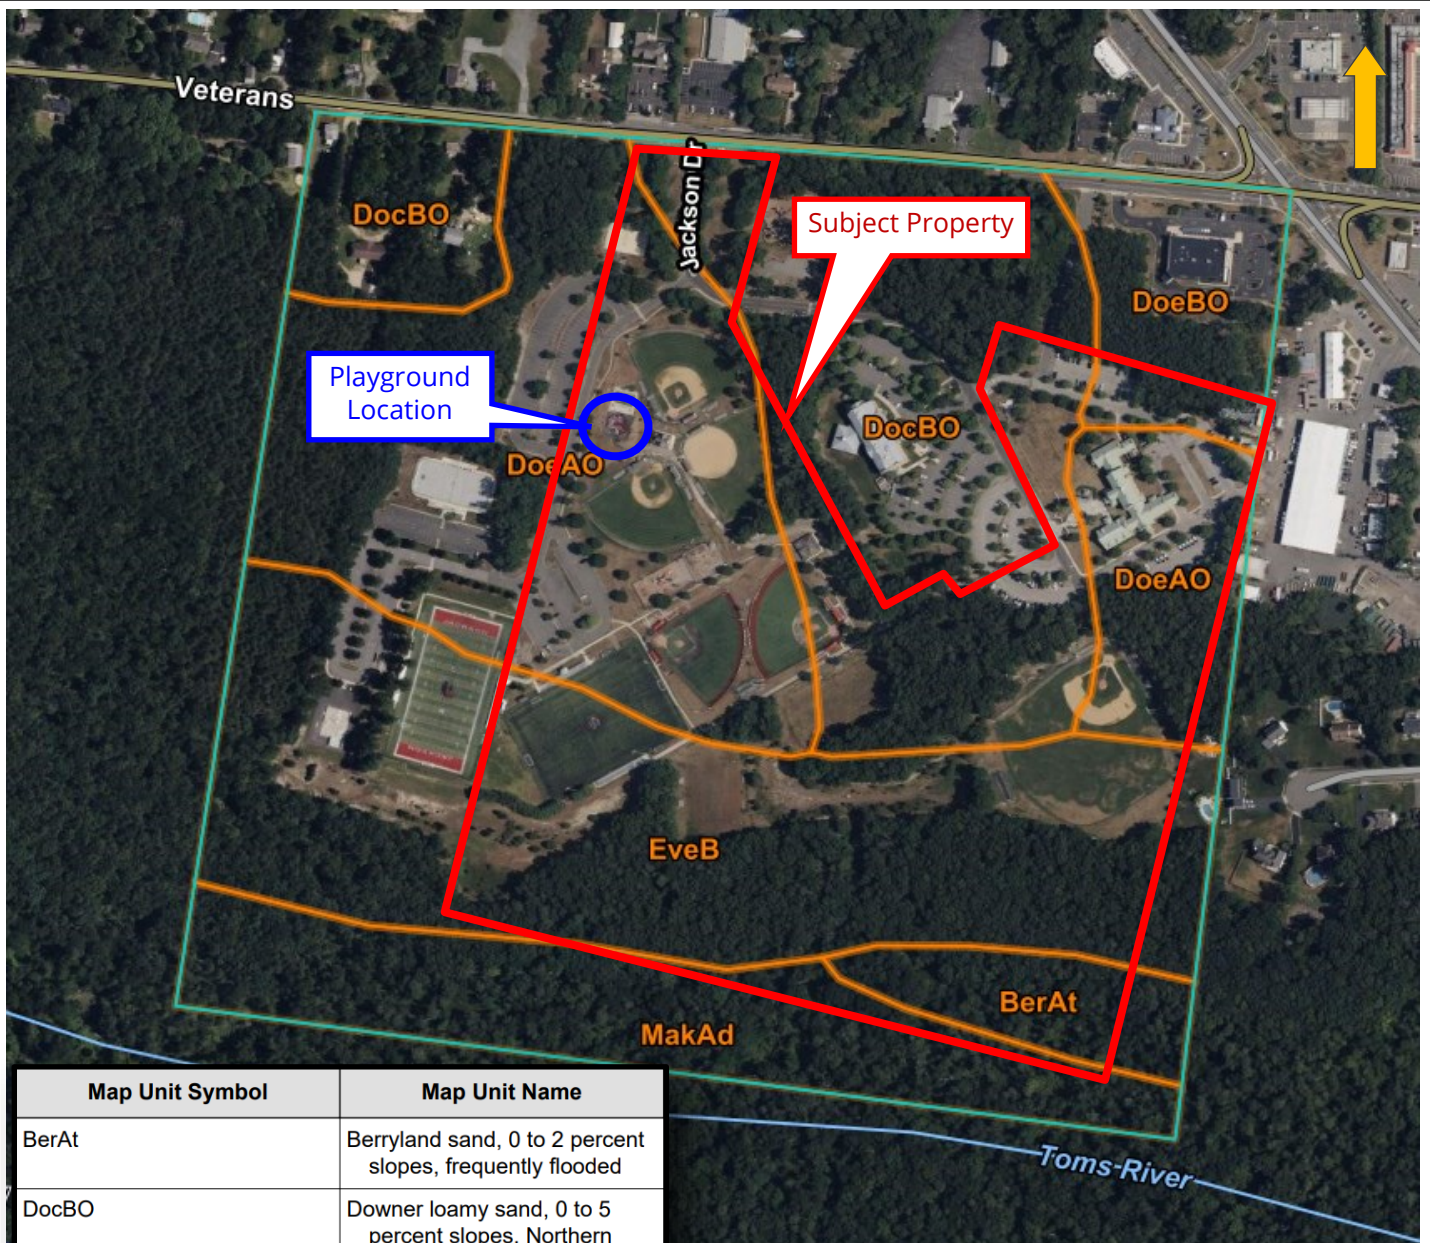 Veterans
Jackson Dr
DocBO
Subject Property
DoeBO
Playground
Location
DocBO
DoeAO
DoeAO
EveB
BerAt
MakAd
Toms River
Map Unit Symbol
Map Unit Name
BerAt
Berryland sand, 0 to 2 percent
slopes, frequently flooded
DocBO
Downer loamy sand, 0 to 5
percent slopes, Northern